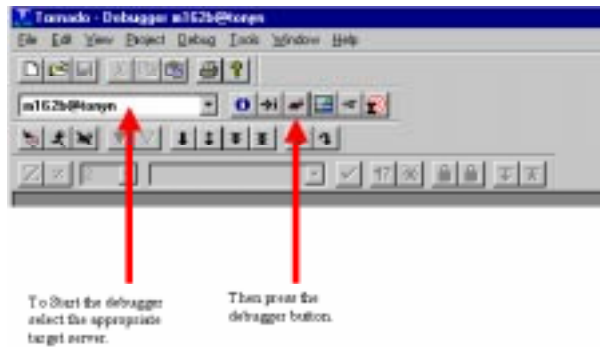 Tornado - Debugger m162b@tonyn
File Edit View Project Debug Tools Window Help
m162b@tonyn
To Start the debugger
select the appropriate
target server.
Then press the
debugger button.